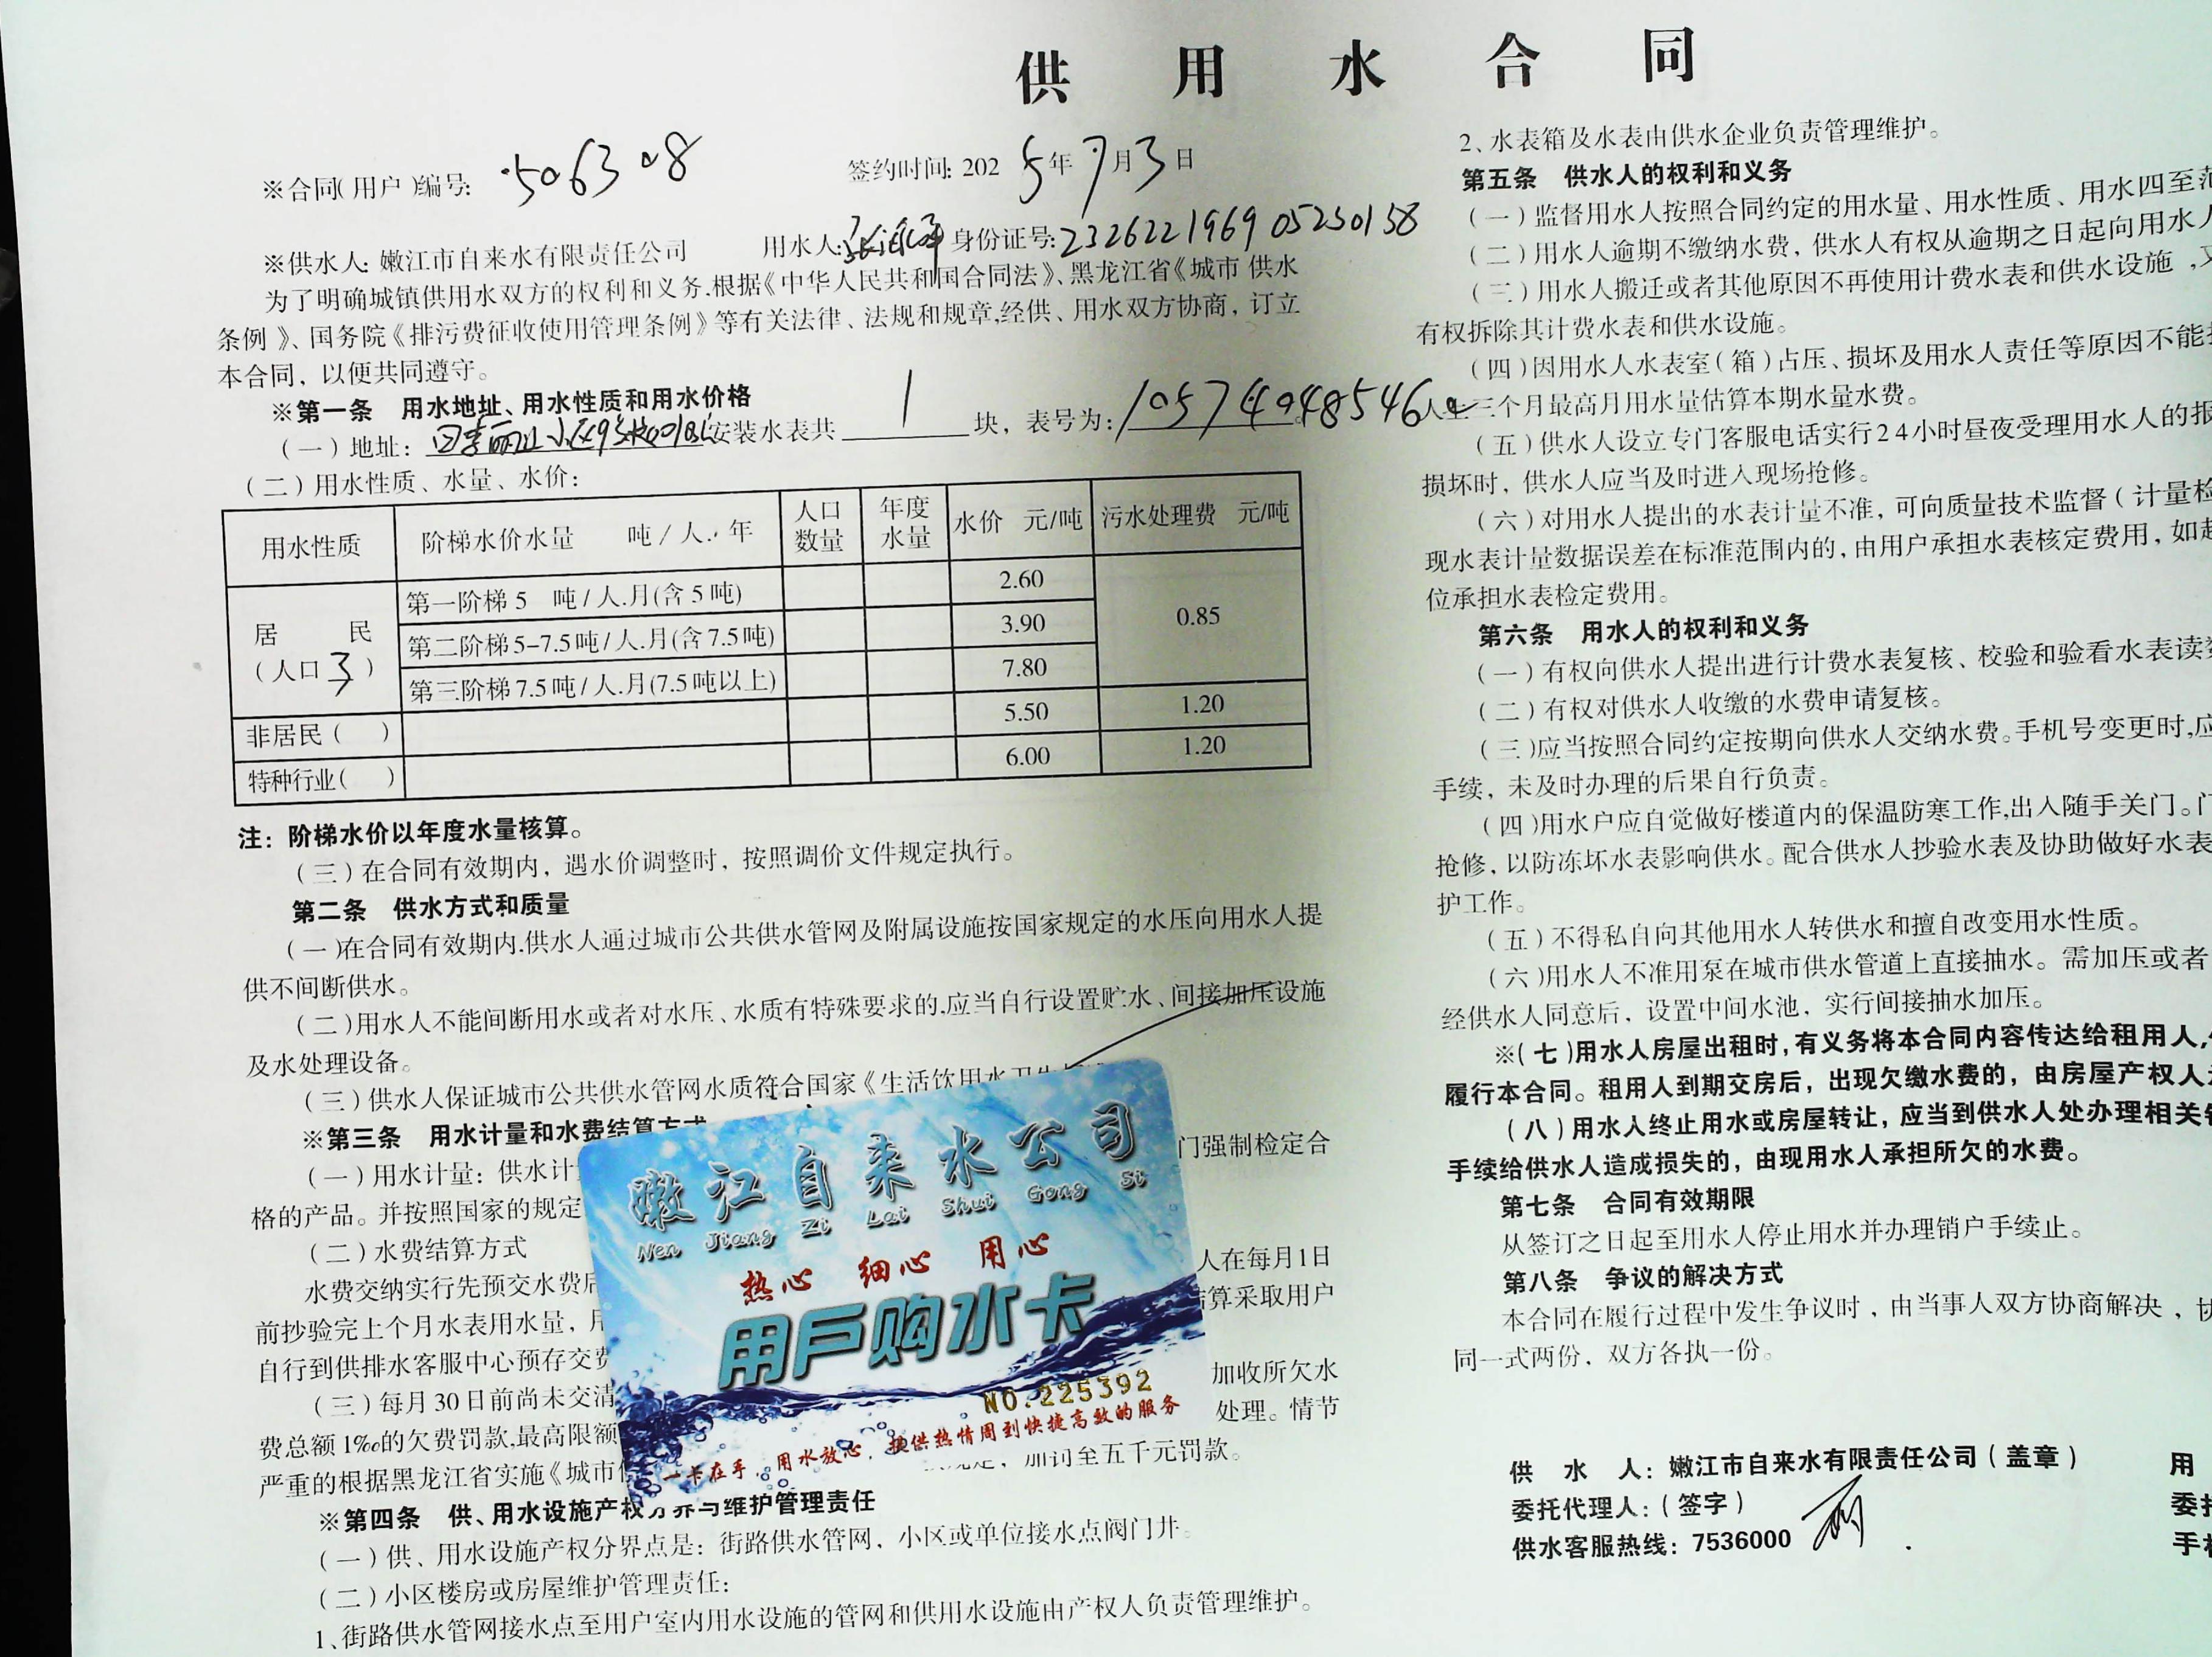 供 用 水 合 同
※合同(用户)编号: 506308
签约时间: 2025年7月3日
※供水人: 嫩江市自来水有限责任公司 用水人: 身份证号: 232622196905230158
为了明确城镇供用水双方的权利和义务,根据《中华人民共和国合同法》、黑龙江省《城市 供水
条例》、国务院《排污费征收使用管理条例》等有关法律、法规和规章,经供、用水双方协商，订立
本合同，以便共同遵守。
※第一条 用水地址、用水性质和用水价格
(一)地址: 安装水表共 1 块，表号为: 105740485460
(二)用水性质、水量、水价:
用水性质 阶梯水价水量 吨/人.年 人口数量 年度水量 水价 元/吨 污水处理费 元/吨
居 民 (人口 3) 第一阶梯 5 吨/人.月(含 5 吨) 2.60 0.85
第二阶梯 5-7.5 吨/人.月(含 7.5 吨) 3.90
第三阶梯 7.5 吨/人.月(7.5 吨以上) 7.80
非居民( ) 5.50 1.20
特种行业( ) 6.00 1.20
注: 阶梯水价以年度水量核算。
(三)在合同有效期内，遇水价调整时，按照调价文件规定执行。
第二条 供水方式和质量
(一)在合同有效期内,供水人通过城市公共供水管网及附属设施按国家规定的水压向用水人提
供不间断供水。
(二)用水人不能间断用水或者对水压、水质有特殊要求的,应当自行设置贮水、间接加压设施
及水处理设备。
(三)供水人保证城市公共供水管网水质符合国家《生活饮用水卫生
※第三条 用水计量和水费结算方式
(一)用水计量: 供水计 门强制检定合
格的产品。并按照国家的规定
(二)水费结算方式
水费交纳实行先预交水费后 人在每月1日
前抄验完上个月水表用水量，用 结算采取用户
自行到供排水客服中心预存交费
(三)每月 30 日前尚未交清 加收所欠水
费总额 1‰的欠费罚款,最高限额 处理。情节
严重的根据黑龙江省实施《城市供 规定，加罚至五千元罚款。
※第四条 供、用水设施产权分界与维护管理责任
(一)供、用水设施产权分界点是: 街路供水管网，小区或单位接水点阀门井。
(二)小区楼房或房屋维护管理责任:
1、街路供水管网接水点至用户室内用水设施的管网和供用水设施由产权人负责管理维护。
嫩江自来水公司
Nen Jiang Zi Lai Shui Gong Si
热心 细心 用心
用户购水卡
NO.225392
一卡在手，用水放心，提供热情周到快捷高效的服务
2、水表箱及水表由供水企业负责管理维护。
第五条 供水人的权利和义务
(一)监督用水人按照合同约定的用水量、用水性质、用水四至范
(二)用水人逾期不缴纳水费，供水人有权从逾期之日起向用水人
(三)用水人搬迁或者其他原因不再使用计费水表和供水设施，又
有权拆除其计费水表和供水设施。
(四)因用水人水表室(箱)占压、损坏及用水人责任等原因不能
三个月最高月用水量估算本期水量水费。
(五)供水人设立专门客服电话实行24小时昼夜受理用水人的报
损坏时，供水人应当及时进入现场抢修。
(六)对用水人提出的水表计量不准，可向质量技术监督(计量检
现水表计量数据误差在标准范围内的，由用户承担水表核定费用，如超
位承担水表检定费用。
第六条 用水人的权利和义务
(一)有权向供水人提出进行计费水表复核、校验和验看水表读数
(二)有权对供水人收缴的水费申请复核。
(三)应当按照合同约定按期向供水人交纳水费。手机号变更时,应
手续，未及时办理的后果自行负责。
(四)用水户应自觉做好楼道内的保温防寒工作,出入随手关门。门
抢修，以防冻坏水表影响供水。配合供水人抄验水表及协助做好水表
护工作。
(五)不得私自向其他用水人转供水和擅自改变用水性质。
(六)用水人不准用泵在城市供水管道上直接抽水。需加压或者
经供水人同意后，设置中间水池，实行间接抽水加压。
※(七)用水人房屋出租时,有义务将本合同内容传达给租用人,
履行本合同。租用人到期交房后，出现欠缴水费的，由房屋产权人
(八)用水人终止用水或房屋转让，应当到供水人处办理相关
手续给供水人造成损失的，由现用水人承担所欠的水费。
第七条 合同有效期限
从签订之日起至用水人停止用水并办理销户手续止。
第八条 争议的解决方式
本合同在履行过程中发生争议时，由当事人双方协商解决，协
同一式两份，双方各执一份。
供 水 人: 嫩江市自来水有限责任公司(盖章) 用
委托代理人: (签字) 委托
供水客服热线: 7536000 手机